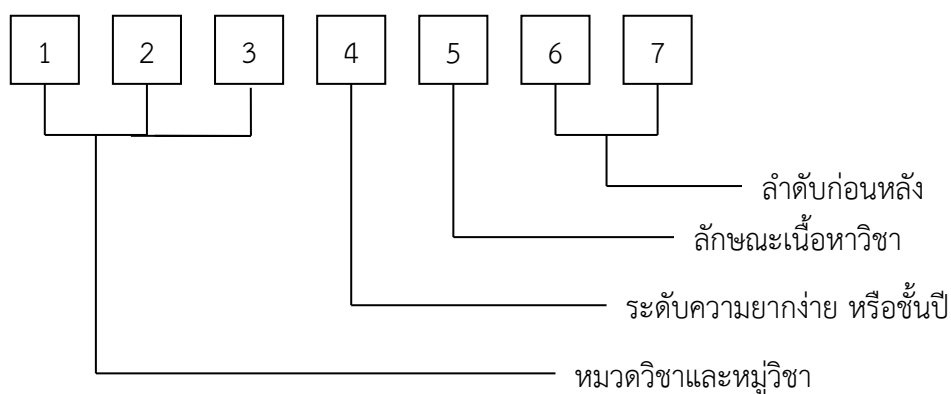 1 2 3 4 5 6 7
ลำดับก่อนหลัง
ลักษณะเนื้อหาวิชา
ระดับความยากง่าย หรือชั้นปี
หมวดวิชาและหมู่วิชา